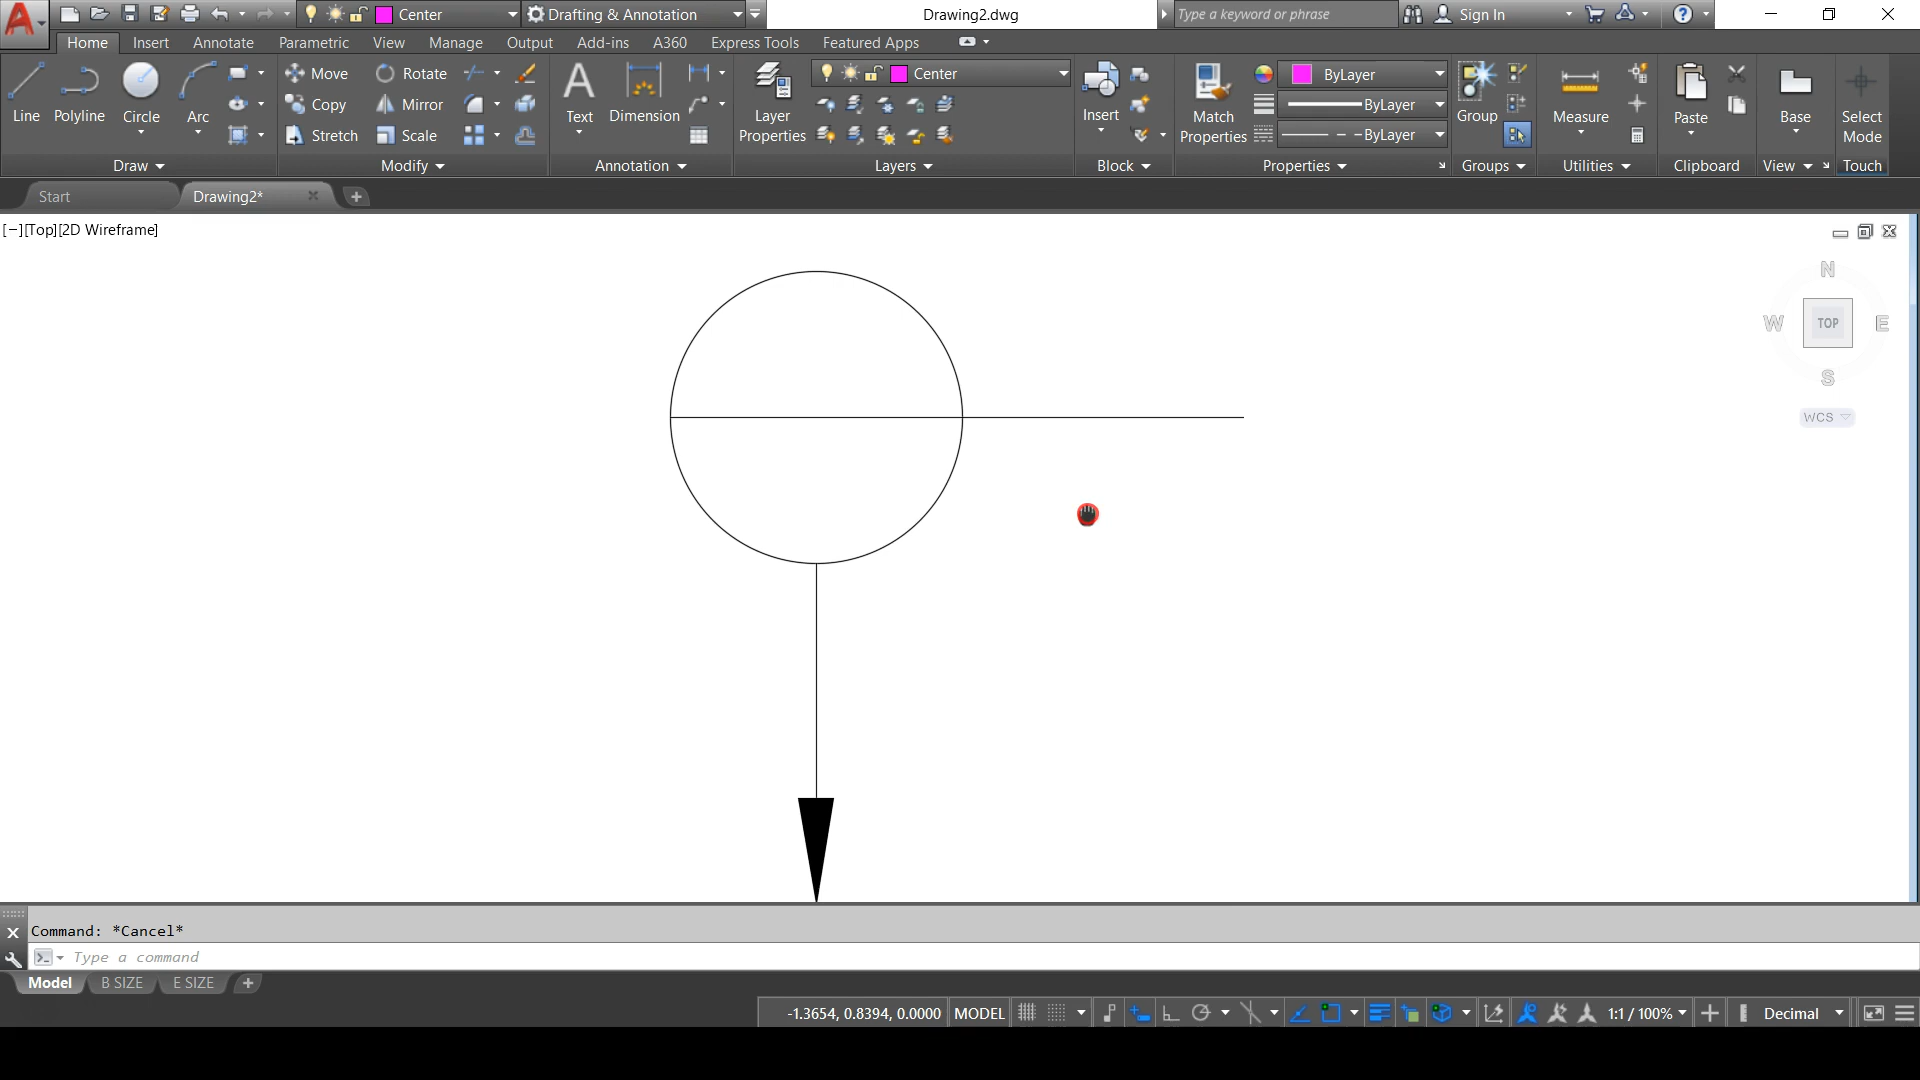 Center
Drafting & Annotation
Drawing2.dwg
Type a keyword or phrase
Sign In
Home Insert Annotate Parametric View Manage Output Add-ins A360 Express Tools Featured Apps
Line Polyline Circle Arc
Move Rotate
Copy Mirror
Stretch Scale
Text Dimension
Layer Properties
Center
Insert
Match Properties
ByLayer
ByLayer
ByLayer
Group
Measure
Paste
Base
Select Mode
Draw Modify Annotation Layers Block Properties Groups Utilities Clipboard View Touch
Start Drawing2*
[−][Top][2D Wireframe]
N
W TOP E
S
WCS
Command: *Cancel*
Type a command
Model B SIZE E SIZE
-1.3654, 0.8394, 0.0000 MODEL 1:1 / 100% Decimal